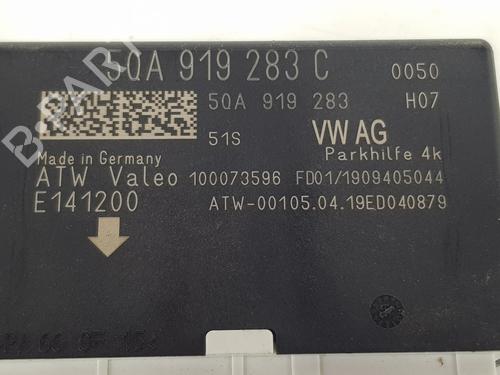 5QA 919 283 C 0050
5QA 919 283 H07
51S VW AG
Made in Germany Parkhilfe 4k
ATW Valeo 100073596 FD01/1909405044
E141200 ATW-00105.04.19ED040879